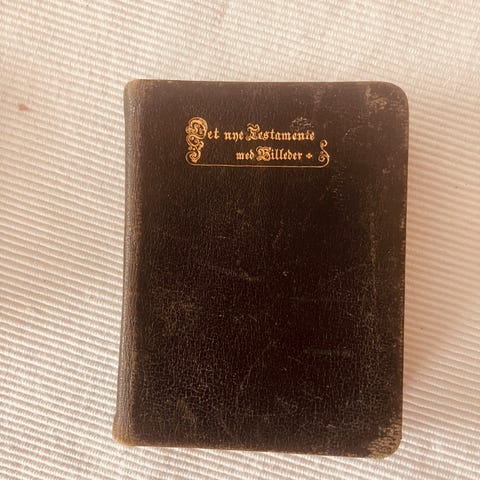 Det nye Testamente
med Billeder